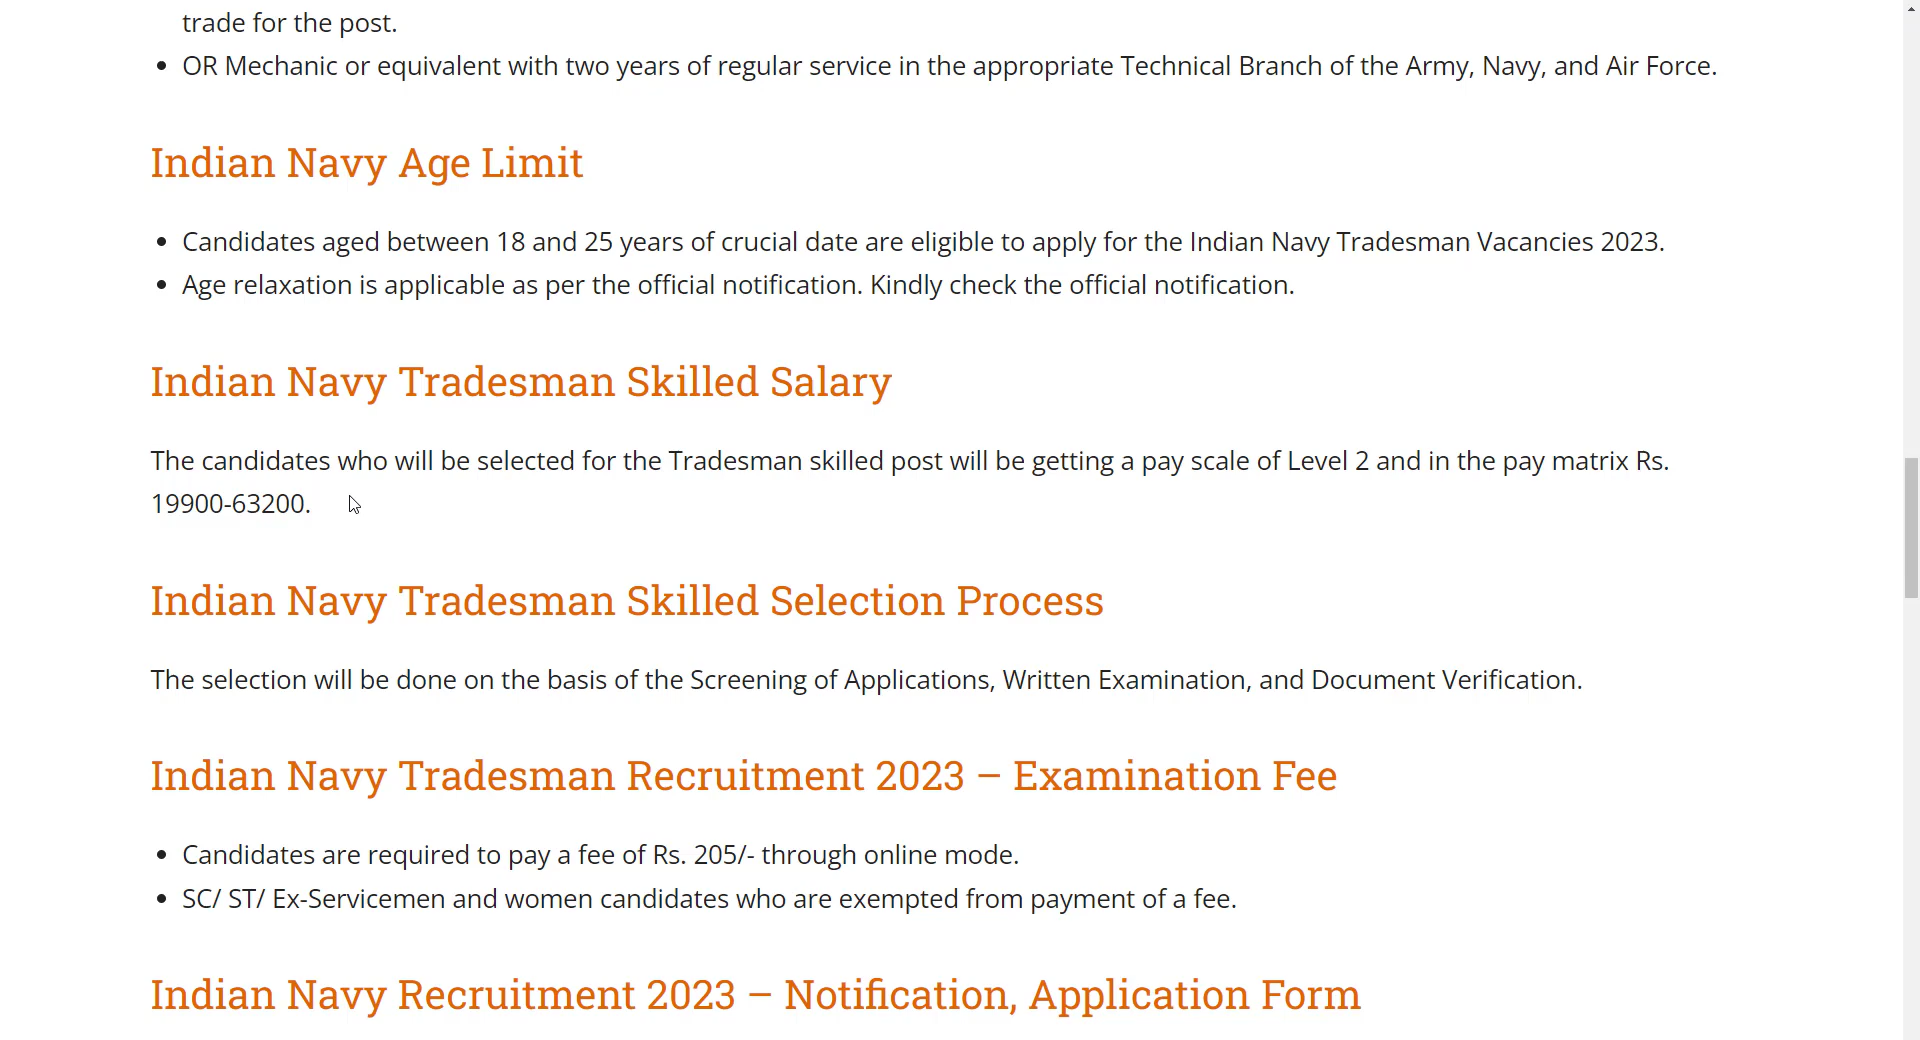 trade for the post.
• OR Mechanic or equivalent with two years of regular service in the appropriate Technical Branch of the Army, Navy, and Air Force.
Indian Navy Age Limit
• Candidates aged between 18 and 25 years of crucial date are eligible to apply for the Indian Navy Tradesman Vacancies 2023.
• Age relaxation is applicable as per the official notification. Kindly check the official notification.
Indian Navy Tradesman Skilled Salary
The candidates who will be selected for the Tradesman skilled post will be getting a pay scale of Level 2 and in the pay matrix Rs.
19900-63200.
Indian Navy Tradesman Skilled Selection Process
The selection will be done on the basis of the Screening of Applications, Written Examination, and Document Verification.
Indian Navy Tradesman Recruitment 2023 – Examination Fee
• Candidates are required to pay a fee of Rs. 205/- through online mode.
• SC/ ST/ Ex-Servicemen and women candidates who are exempted from payment of a fee.
Indian Navy Recruitment 2023 – Notification, Application Form